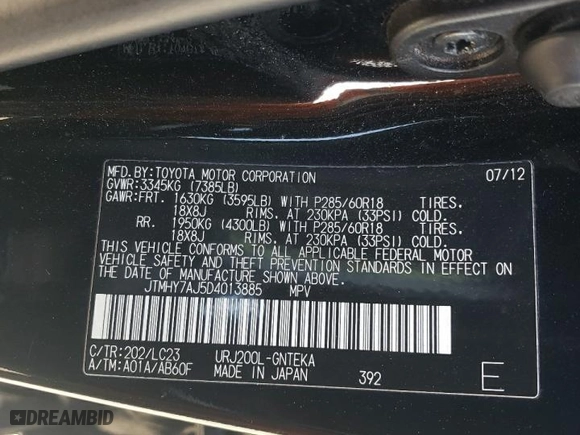 MFD.BY:TOYOTA MOTOR CORPORATION 07/12
GVWR:3345KG (7385LB)
GAWR:FRT. 1630KG (3595LB) WITH P285/60R18 TIRES.
18X8J RIMS. AT 230KPA (33PSI) COLD.
RR. 1950KG (4300LB) WITH P285/60R18 TIRES.
18X8J RIMS. AT 230KPA (33PSI) COLD.
THIS VEHICLE CONFORMS TO ALL APPLICABLE FEDERAL MOTOR
VEHICLE SAFETY AND THEFT PREVENTION STANDARDS IN EFFECT
ON THE DATE OF MANUFACTURE SHOWN ABOVE.
JTMHY7AJ5D4013885 MPV
C/TR:202/LC23 URJ200L-GNTEKA
A/TM:A01A/AB60F MADE IN JAPAN 392 E
DREAMBID